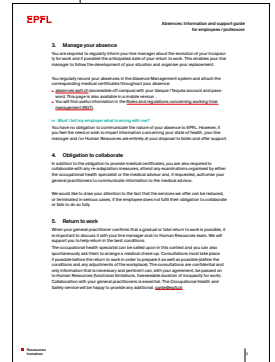 EPFL
Absences: Information and support guide
for employees / professors
3. Manage your absence
You are required to regularly inform your line manager about the evolution of your incapaci-
ty for work and if possible the anticipated date of your return to work. This enables your line
manager to follow the development of your situation and organise your replacement.
You regularly record your absences in the Absence-Management system and attach the
corresponding medical certificates throughout your absence:
absences.epfl.ch (accessible off campus) with your Gaspar / Tequila account and pass-
word. This page is also available in a mobile version.
You will find useful information in the Rules and regulations concerning working time
management (RGT).
Must I tell my employer what is wrong with me?
You have no obligation to communicate the nature of your absence to EPFL. However, if
you feel the need or wish to impart information concerning your state of health, your line
manager and / or Human Resources are entirely at your disposal to listen and offer support.
4. Obligation to collaborate
In addition to the obligation to provide medical certificates, you are also required to
collaborate with any re-adaptation measures, attend any examinations organised by either
the occupational health specialist or the medical advisor and, if requested, authorise your
general practitioners to communicate information to the medical advisor.
We would like to draw your attention to the fact that the services we offer can be reduced,
or terminated in serious cases, if the employee does not fulfil their obligation to collaborate
or fails to do so fully.
5. Return to work
When your general practitioner confirms that a gradual or total return to work is possible, it
is important to discuss it with your line manager and / or Human Resources team. We will
support you to help return in the best conditions.
The occupational health specialist can be called upon in this context and you can also
spontaneously ask them to arrange a medical check-up. Consultations must take place
if possible before the return to work in order to prepare it as well as possible (define the
conditions and any adjustments of the workplace). The consultations are confidential and
only information that is necessary and pertinent can, with your agreement, be passed on
to Human Resources (functional limitations, foreseeable duration of incapacity for work).
Collaboration with your general practitioners is essential. The Occupational Health and
Safety service will be happy to provide any additional. sante@epfl.ch
Ressources
humaines